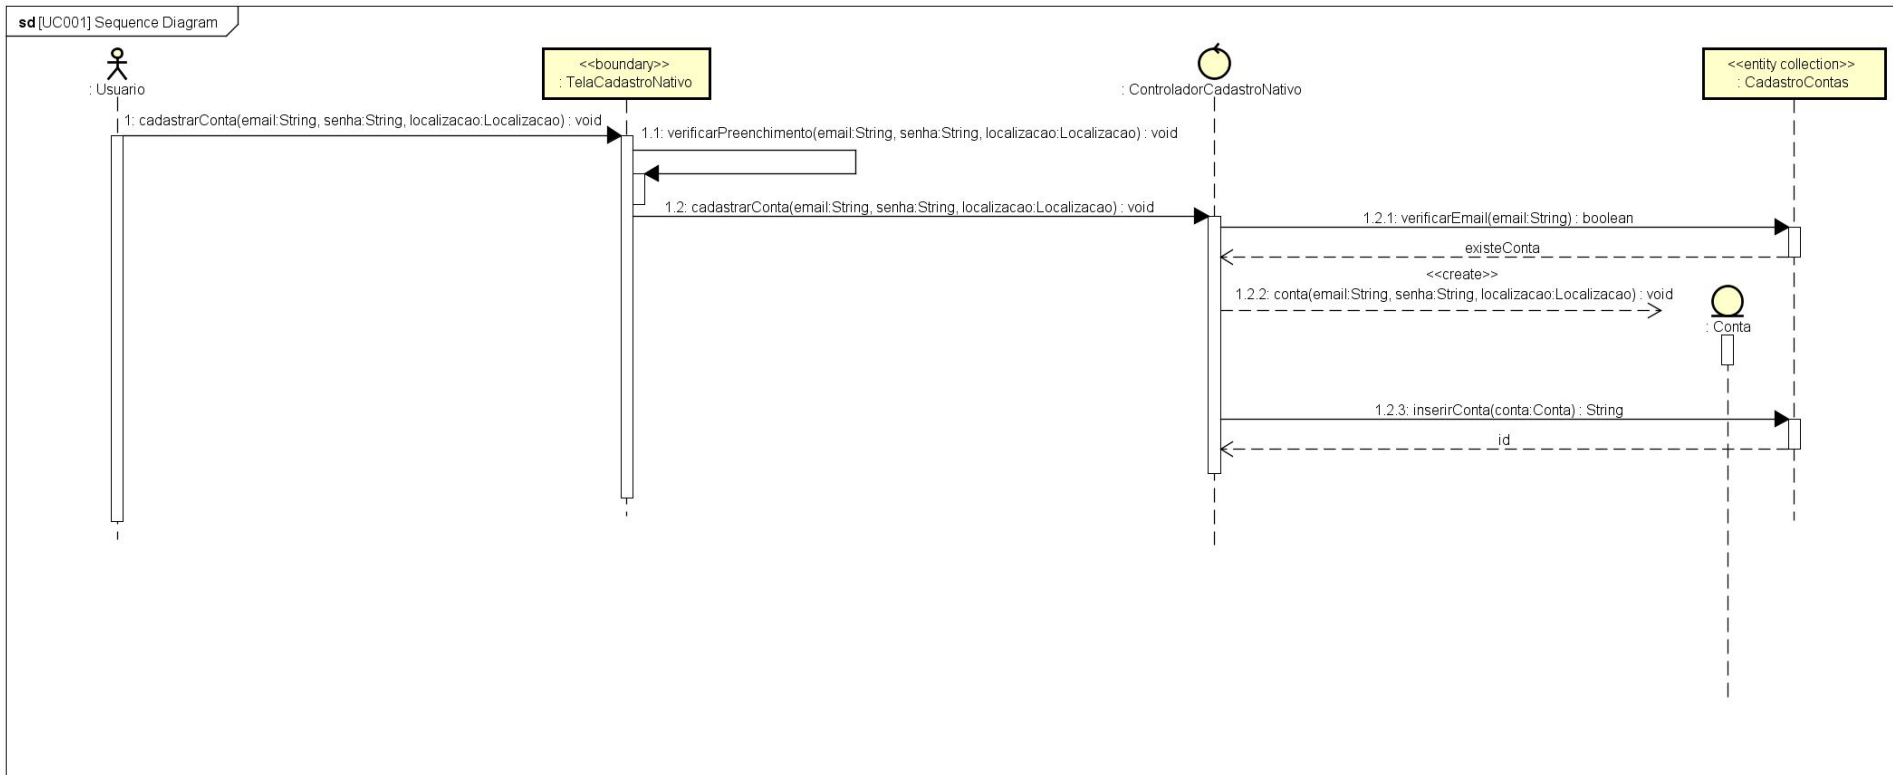 sd [UC001] Sequence Diagram
: Usuario
<<boundary>>
: TelaCadastroNativo
: ControladorCadastroNativo
<<entity collection>>
: CadastroContas
1: cadastrarConta(email:String, senha:String, localizacao:Localizacao) : void
1.1: verificarPreenchimento(email:String, senha:String, localizacao:Localizacao) : void
1.2: cadastrarConta(email:String, senha:String, localizacao:Localizacao) : void
1.2.1: verificarEmail(email:String) : boolean
existeConta
<<create>>
1.2.2: conta(email:String, senha:String, localizacao:Localizacao) : void
: Conta
1.2.3: inserirConta(conta:Conta) : String
id